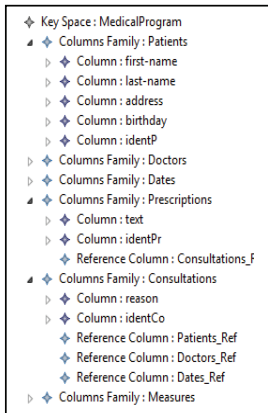 Key Space : MedicalProgram
Columns Family : Patients
Column : first-name
Column : last-name
Column : address
Column : birthday
Column : identP
Columns Family : Doctors
Columns Family : Dates
Columns Family : Prescriptions
Column : text
Column : identPr
Reference Column : Consultations_F
Columns Family : Consultations
Column : reason
Column : identCo
Reference Column : Patients_Ref
Reference Column : Doctors_Ref
Reference Column : Dates_Ref
Columns Family : Measures